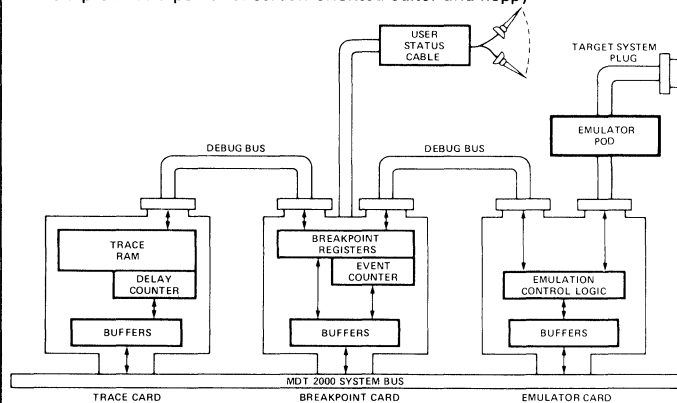 USER
STATUS
CABLE
TARGET SYSTEM
PLUG
EMULATOR
POD
DEBUG BUS
DEBUG BUS
TRACE
RAM
DELAY
COUNTER
BUFFERS
BREAKPOINT
REGISTERS
EVENT
COUNTER
BUFFERS
EMULATION
CONTROL LOGIC
BUFFERS
MDT 2000 SYSTEM BUS
TRACE CARD
BREAKPOINT CARD
EMULATOR CARD